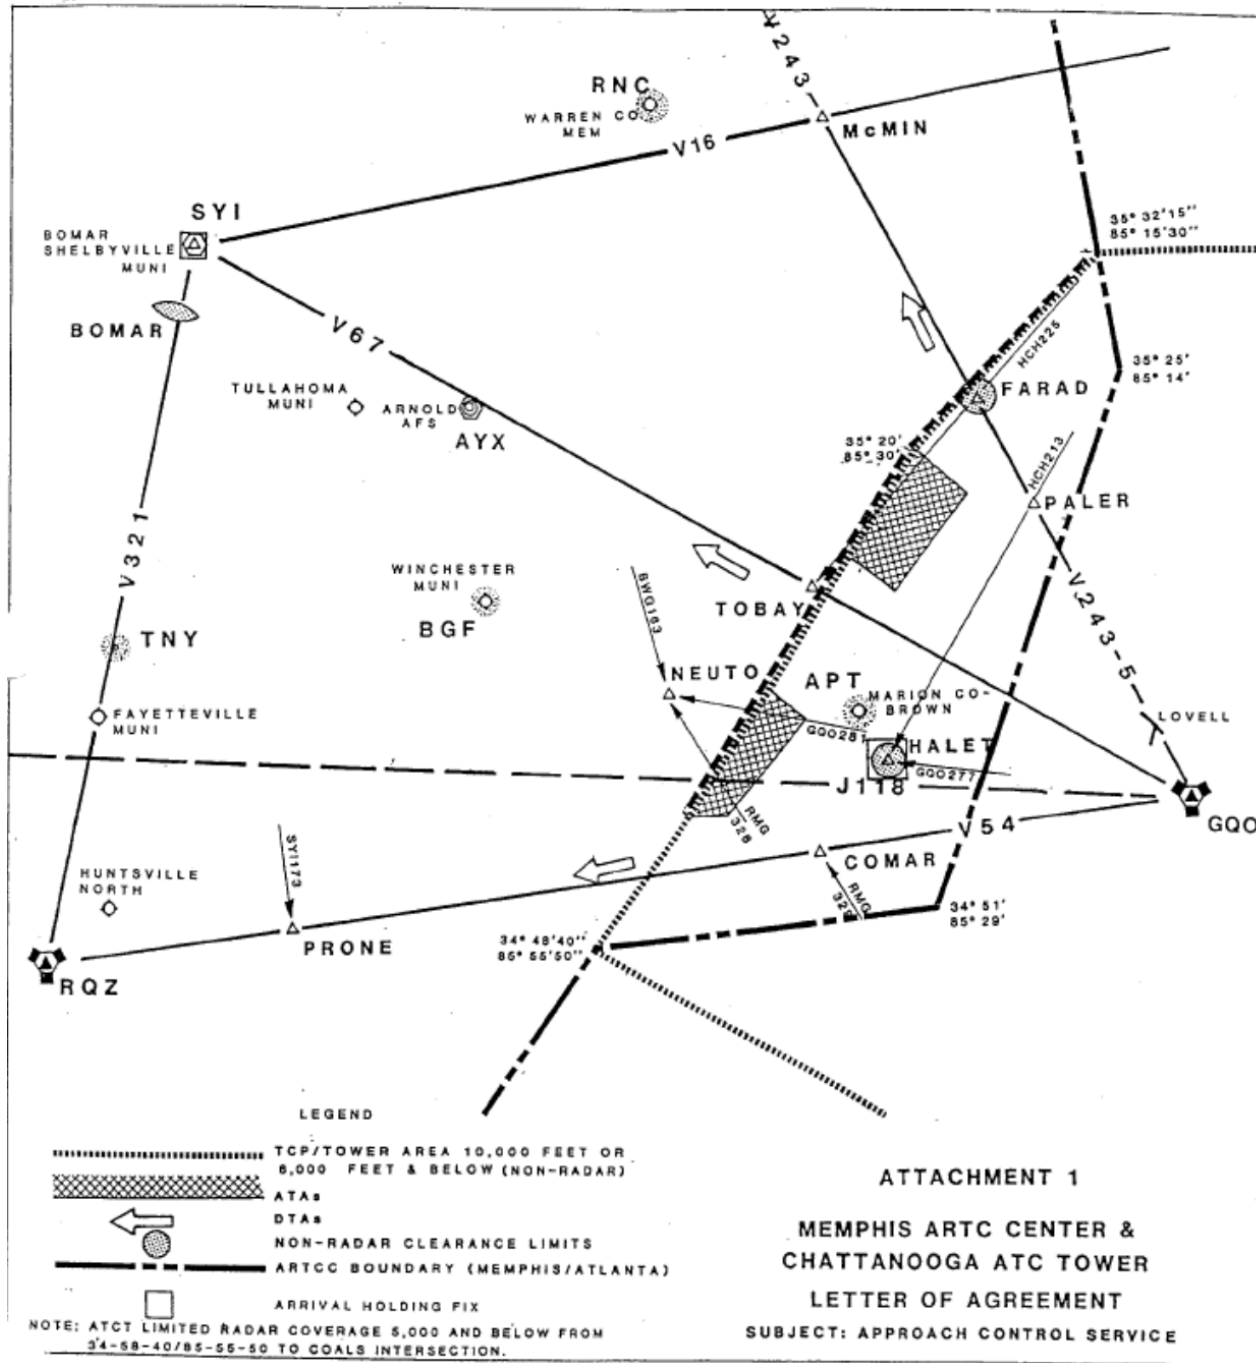 V243
RNC
WARREN CO
MEM
McMIN
V16
SYI
BOMAR
SHELBYVILLE
MUNI
35° 32'15"
85° 15'30"
BOMAR
V67
HCH225
35° 25'
85° 14'
TULLAHOMA
MUNI
ARNOLD
AFS
AYX
FARAD
35° 20'
85° 30'
HCH213
PALER
V321
WINCHESTER
MUNI
BGF
BWG163
TOBAY
V243-5
TNY
NEUTO
APT
MARION CO-
BROWN
FAYETTEVILLE
MUNI
GQO281
HALET
LOVELL
GQO277
J118
GQO
RMG
328
V54
SYI173
COMAR
HUNTSVILLE
NORTH
RMG
329
34° 51'
85° 29'
PRONE
34° 48'40"
85° 55'50"
RQZ
LEGEND
TCP/TOWER AREA 10,000 FEET OR
6,000 FEET & BELOW (NON-RADAR)
ATAs
DTAs
NON-RADAR CLEARANCE LIMITS
ARTCC BOUNDARY (MEMPHIS/ATLANTA)
ARRIVAL HOLDING FIX
NOTE: ATCT LIMITED RADAR COVERAGE 5,000 AND BELOW FROM
34-58-40/85-55-50 TO COALS INTERSECTION.
ATTACHMENT 1
MEMPHIS ARTC CENTER &
CHATTANOOGA ATC TOWER
LETTER OF AGREEMENT
SUBJECT: APPROACH CONTROL SERVICE